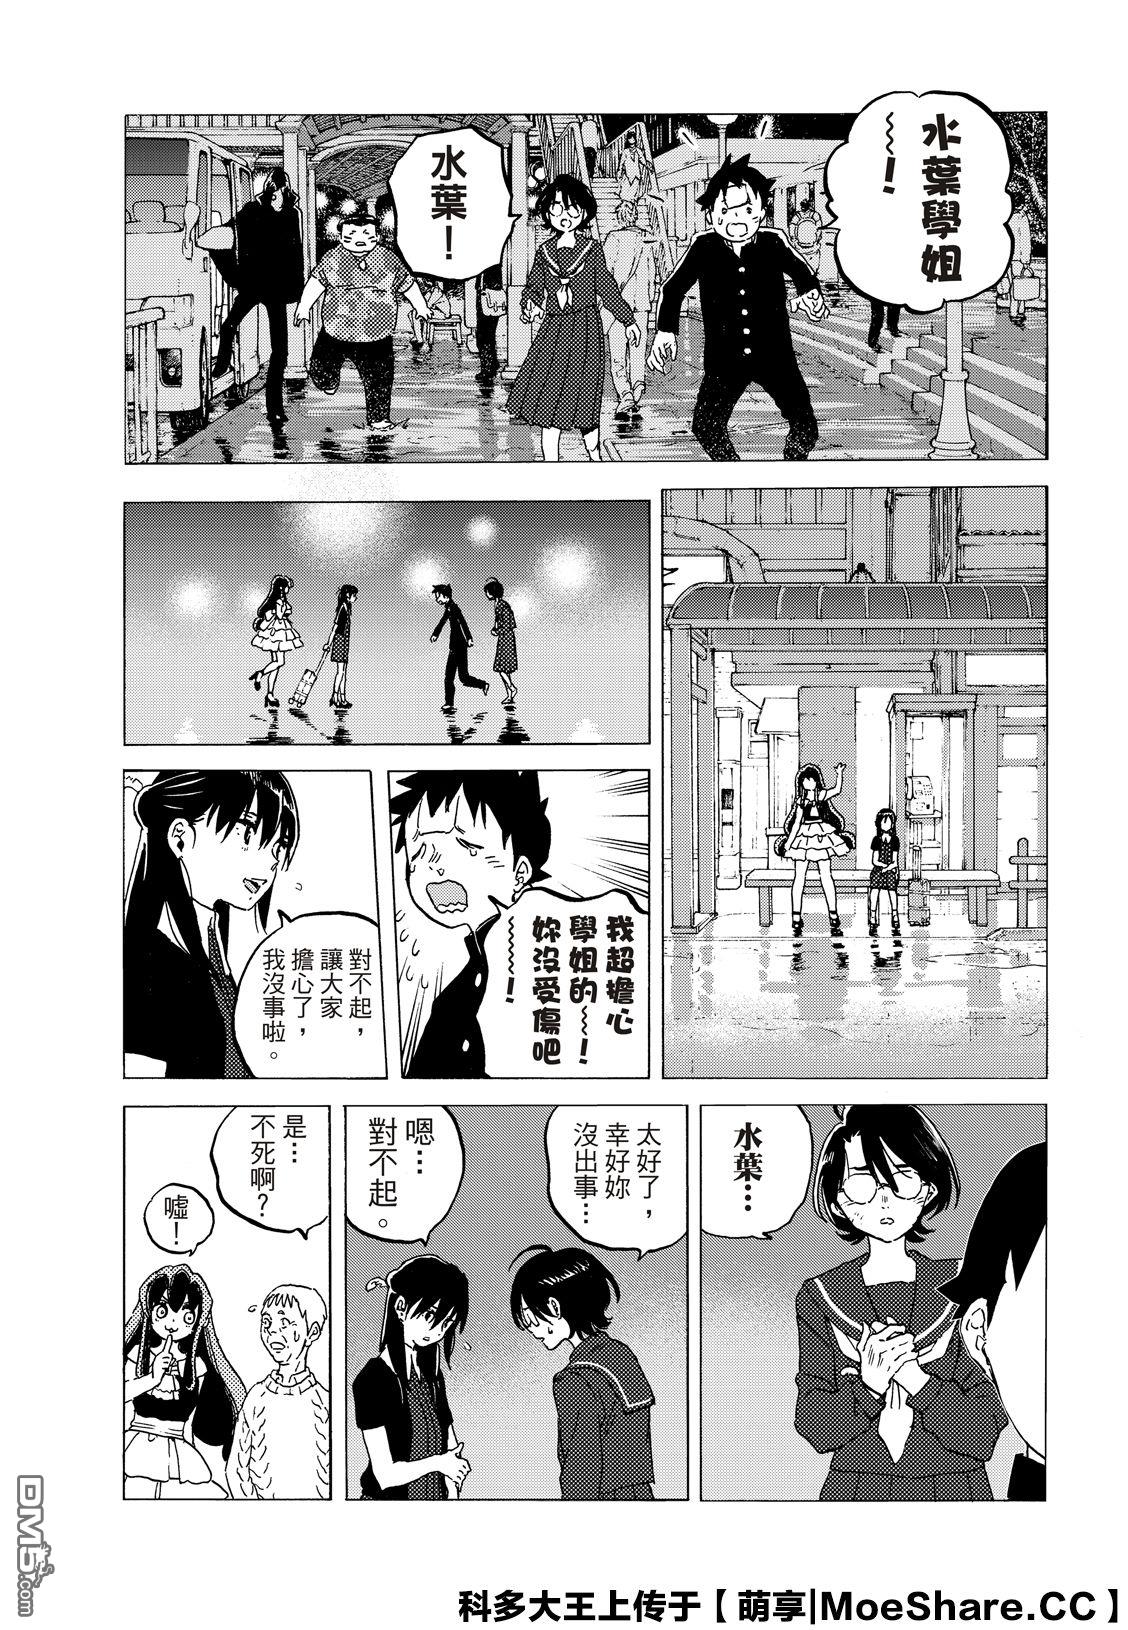 水葉學姐
～～～！
水葉！
我超擔心
學姐的～～！
妳沒受傷吧
～～～！
對不起，
讓大家
擔心了，
我沒事啦。
水葉…
太好了，
幸好妳
沒出事…
嗯…
對不起。
是…
不死啊？
噓！
DM5.com
科多大王上传于【萌享|MoeShare.CC】